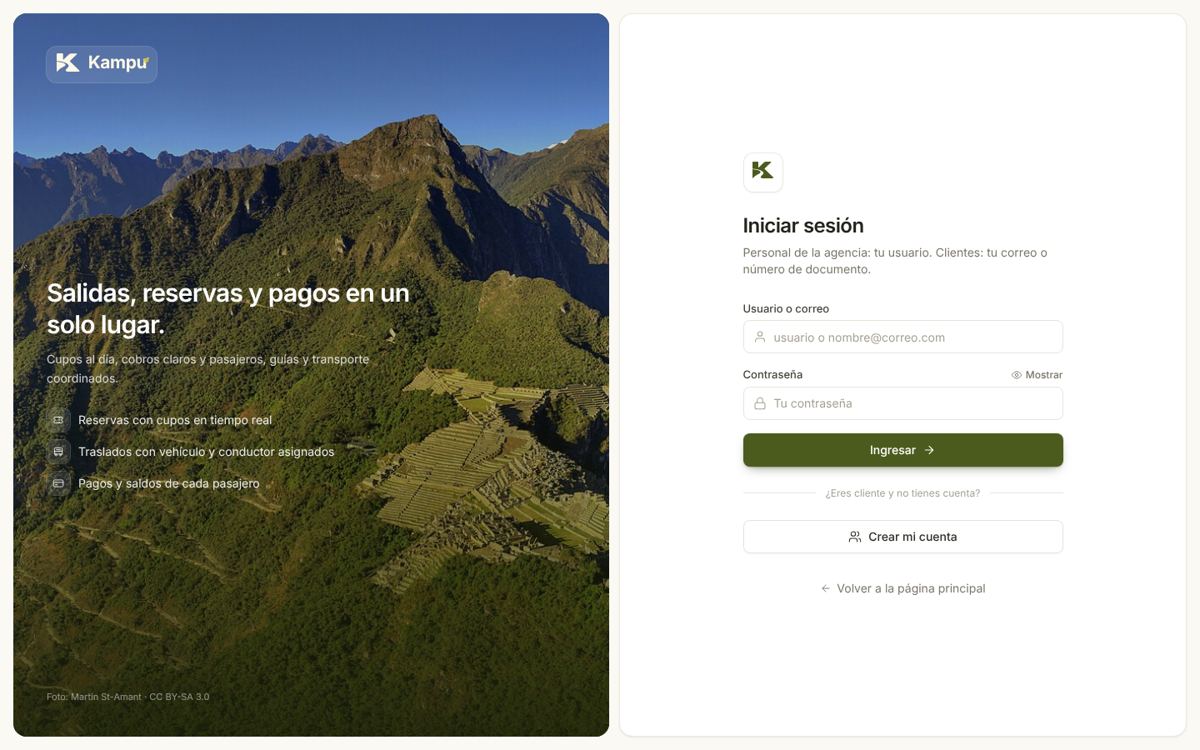 Kampu
Salidas, reservas y pagos en un
solo lugar.
Cupos al día, cobros claros y pasajeros, guías y transporte
coordinados.
Reservas con cupos en tiempo real
Traslados con vehículo y conductor asignados
Pagos y saldos de cada pasajero
Foto: Martin St-Amant · CC BY-SA 3.0
Iniciar sesión
Personal de la agencia: tu usuario. Clientes: tu correo o
número de documento.
Usuario o correo
usuario o nombre@correo.com
Contraseña Mostrar
Tu contraseña
Ingresar →
¿Eres cliente y no tienes cuenta?
Crear mi cuenta
← Volver a la página principal